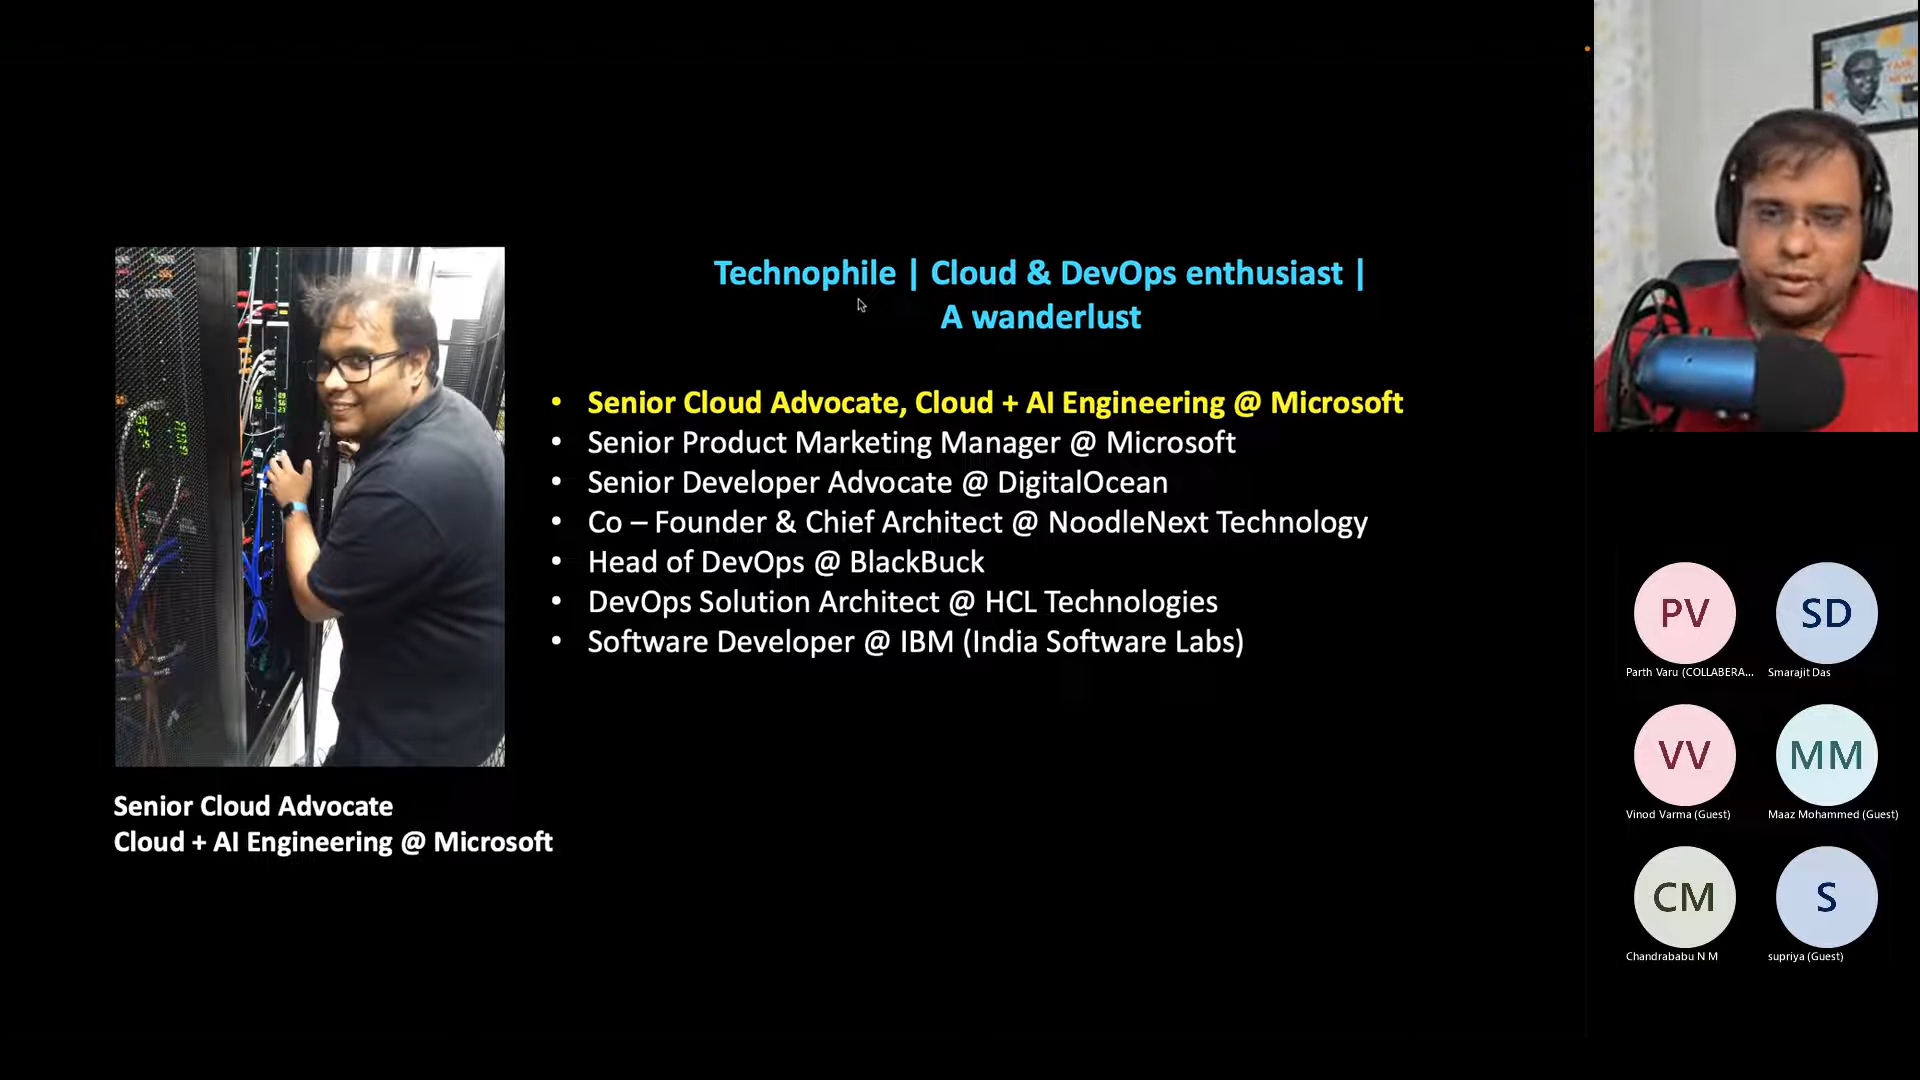 Technophile | Cloud & DevOps enthusiast |
A wanderlust
• Senior Cloud Advocate, Cloud + AI Engineering @ Microsoft
• Senior Product Marketing Manager @ Microsoft
• Senior Developer Advocate @ DigitalOcean
• Co – Founder & Chief Architect @ NoodleNext Technology
• Head of DevOps @ BlackBuck
• DevOps Solution Architect @ HCL Technologies
• Software Developer @ IBM (India Software Labs)
Senior Cloud Advocate
Cloud + AI Engineering @ Microsoft
PV
Parth Varu (COLLABERA...
SD
Smarajit Das
VV
Vinod Varma (Guest)
MM
Maaz Mohammed (Guest)
CM
Chandrababu N M
S
supriya (Guest)